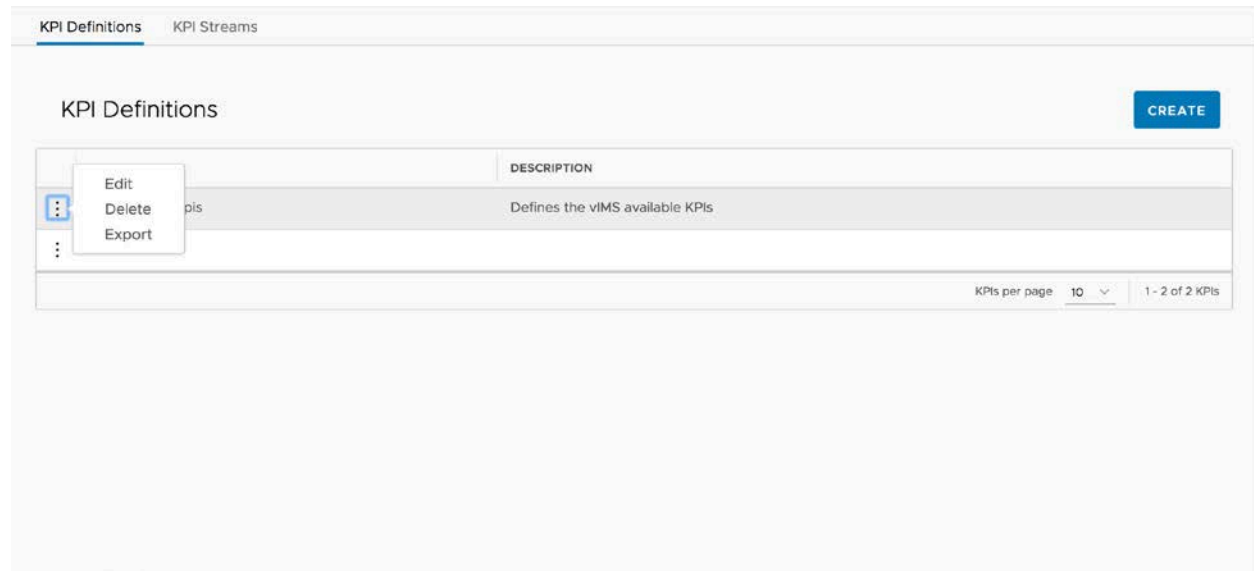 KPI Definitions KPI Streams
KPI Definitions
CREATE
DESCRIPTION
Edit
Delete
Export
pis Defines the vIMS available KPIs
KPIs per page 10 1 - 2 of 2 KPIs